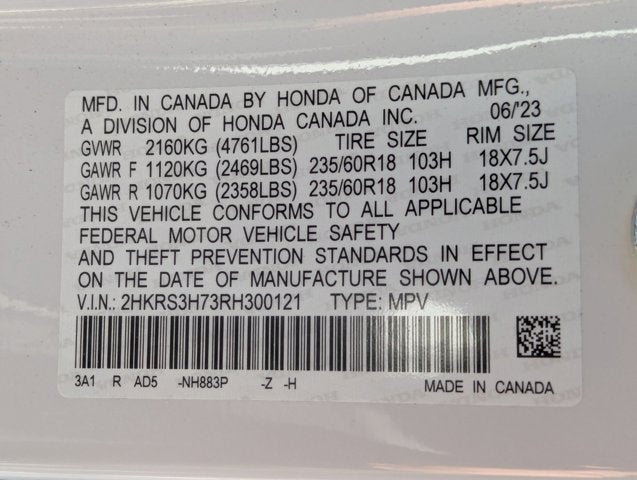 MFD. IN CANADA BY HONDA OF CANADA MFG.,
A DIVISION OF HONDA CANADA INC. 06/'23
GVWR 2160KG (4761LBS) TIRE SIZE RIM SIZE
GAWR F 1120KG (2469LBS) 235/60R18 103H 18X7.5J
GAWR R 1070KG (2358LBS) 235/60R18 103H 18X7.5J
THIS VEHICLE CONFORMS TO ALL APPLICABLE
FEDERAL MOTOR VEHICLE SAFETY
AND THEFT PREVENTION STANDARDS IN EFFECT
ON THE DATE OF MANUFACTURE SHOWN ABOVE.
V.I.N.: 2HKRS3H73RH300121 TYPE: MPV
3A1 R AD5 -NH883P -Z -H MADE IN CANADA